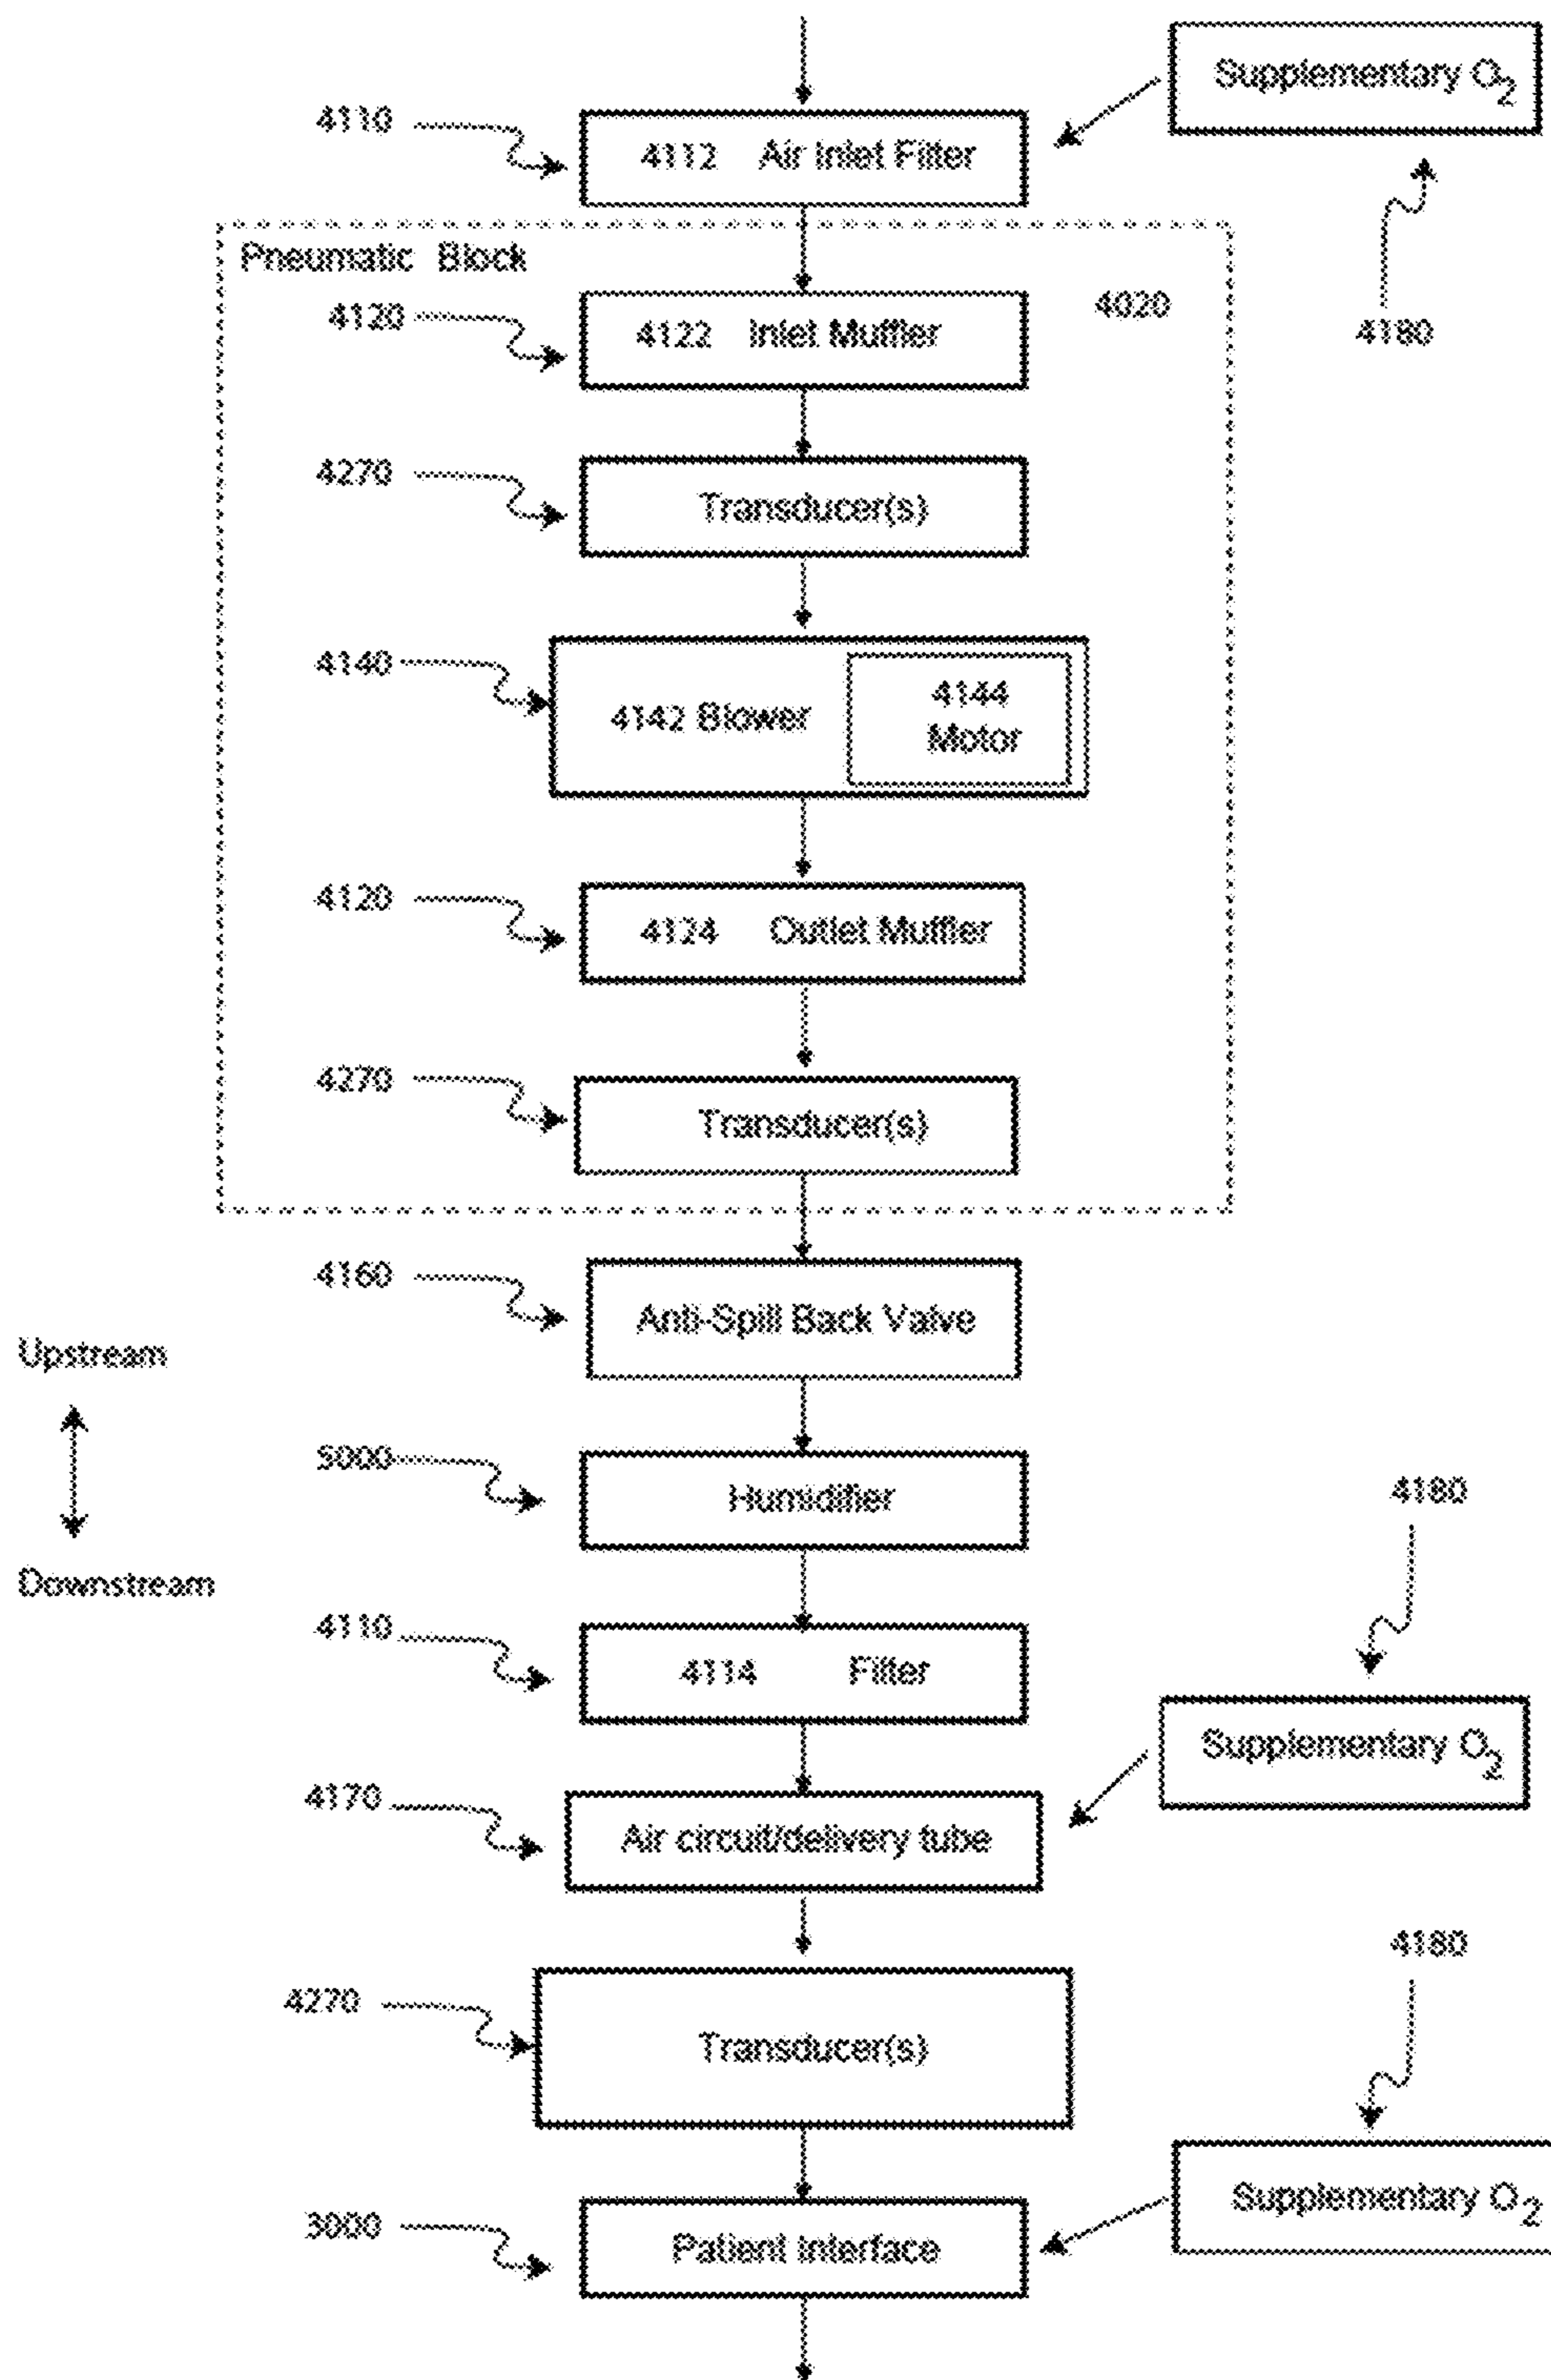 Supplementary O2
4110
4112 Air Inlet Filter
Pneumatic Block
4020
4120
4122 Inlet Muffler
4180
4270
Transducer(s)
4140
4142 Blower
4144
Motor
4120
4124 Outlet Muffler
4270
Transducer(s)
4160
Anti-Spill Back Valve
Upstream
5000
Humidifier
4180
Downstream
4110
4114 Filter
Supplementary O2
4170
Air circuit/delivery tube
4180
4270
Transducer(s)
Supplementary O2
3000
Patient Interface